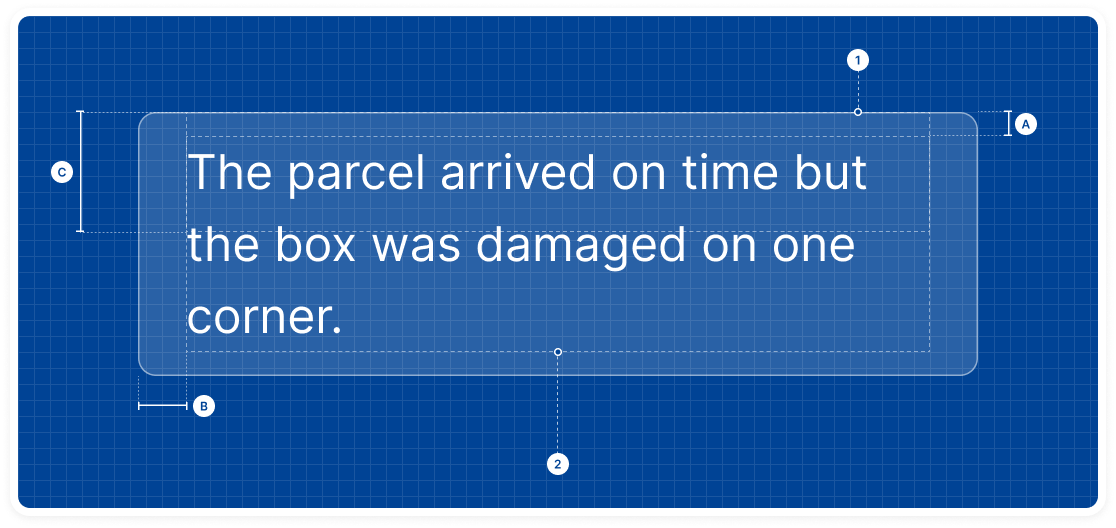 1
A
The parcel arrived on time but
C
the box was damaged on one
corner.
B
2